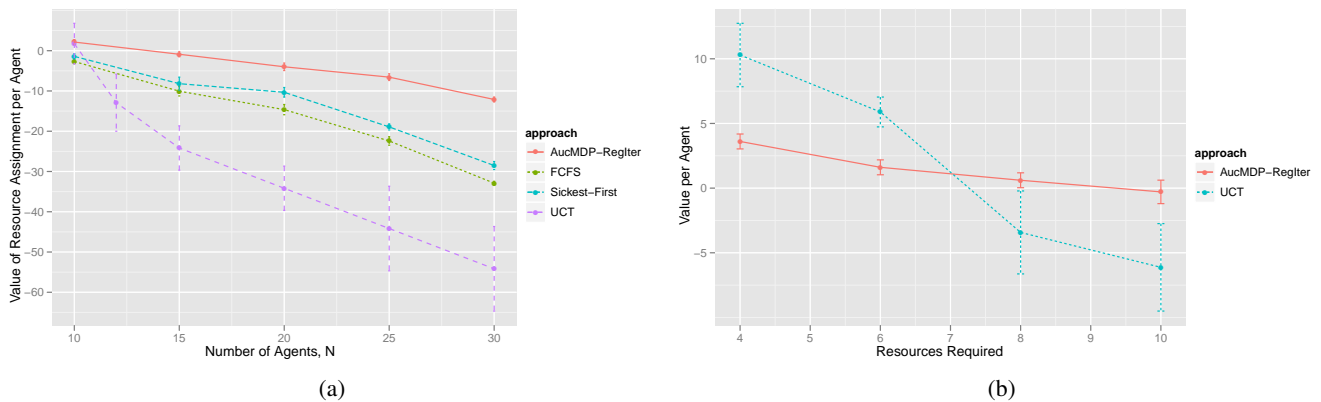 Value of Resource Assignment per Agent
0
−10
−20
−30
−40
−50
−60
10
15
20
25
30
Number of Agents, N
approach
AucMDP−RegIter
FCFS
Sickest−First
UCT
(a)
Value per Agent
10
5
0
−5
4
5
6
7
8
9
10
Resources Required
approach
AucMDP−RegIter
UCT
(b)